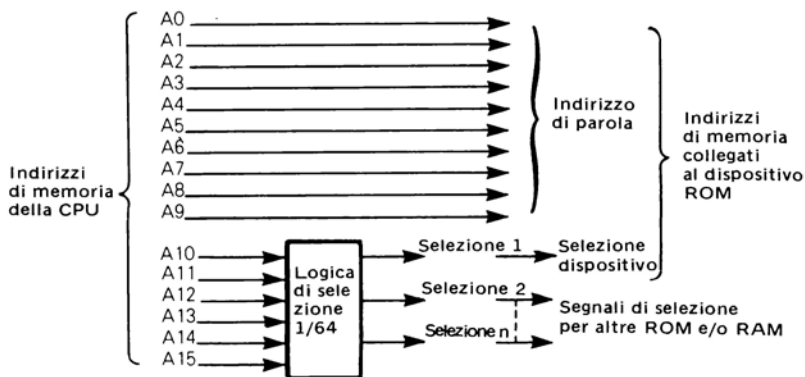 A0
A1
A2
A3
A4
A5
A6
A7
A8
A9
Indirizzo
di parola
Indirizzi
di memoria
collegati
al dispositivo
ROM
Indirizzi
di memoria
della CPU
A10
A11
A12
A13
A14
A15
Logica
di sele
zione
1/64
Selezione 1
Selezione
dispositivo
Selezione 2
Selezione n
Segnali di selezione
per altre ROM e/o RAM